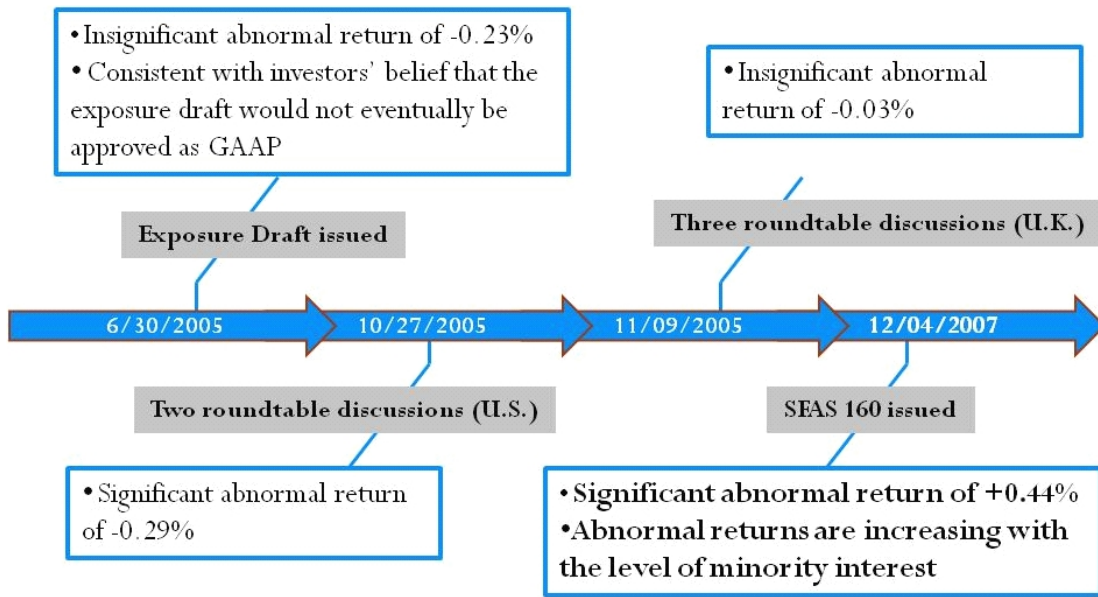 •Insignificant abnormal return of -0.23%
• Consistent with investors' belief that the
exposure draft would not eventually be
approved as GAAP
•Insignificant abnormal
return of -0.03%
Exposure Draft issued
Three roundtable discussions (U.K.)
6/30/2005
10/27/2005
11/09/2005
12/04/2007
Two roundtable discussions (U.S.)
SFAS 160 issued
•Significant abnormal return
of -0.29%
•Significant abnormal return of +0.44%
•Abnormal returns are increasing with
the level of minority interest